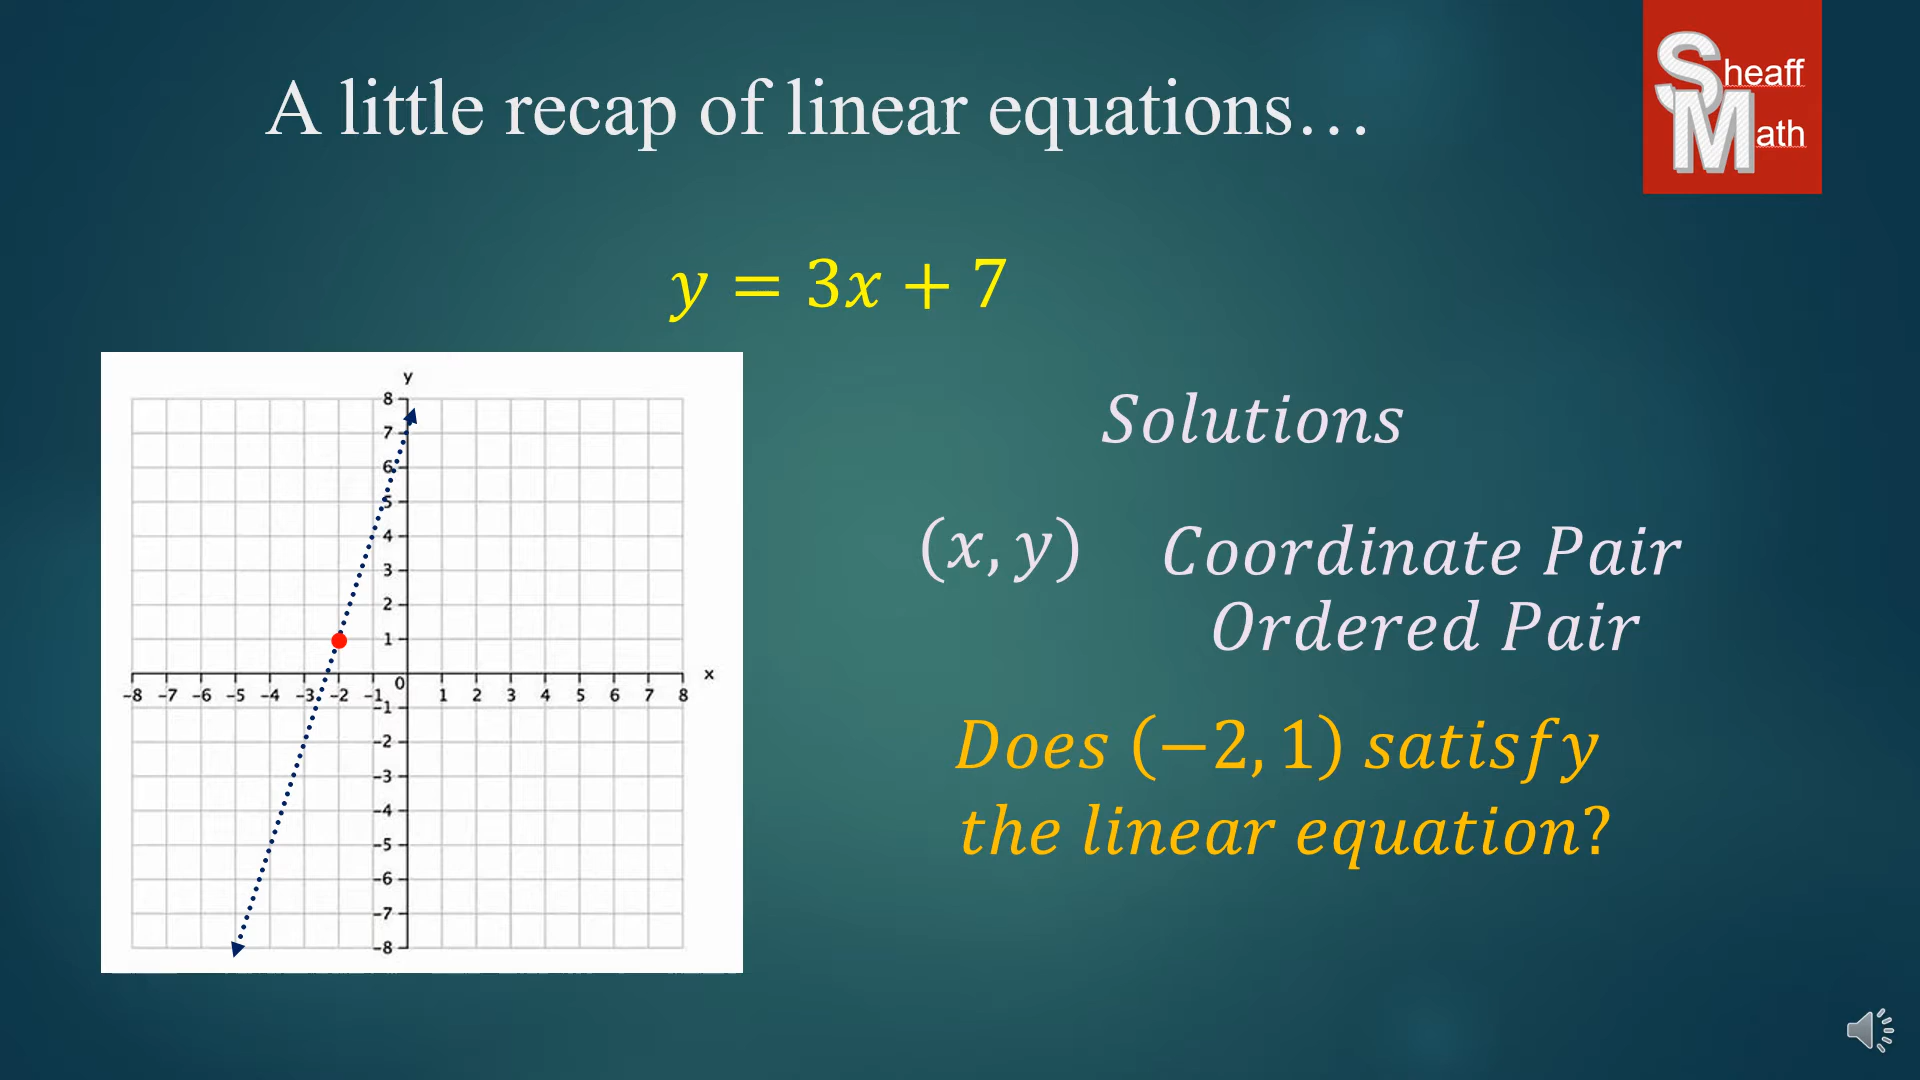 A little recap of linear equations…
Sheaff
Math
y = 3x + 7
y
8
7
6
5
4
3
2
1
x
-8 -7 -6 -5 -4 -3 -2 -1 0 1 2 3 4 5 6 7 8
-1
-2
-3
-4
-5
-6
-7
-8
Solutions
(x, y) Coordinate Pair
Ordered Pair
Does (−2, 1) satisfy
the linear equation?